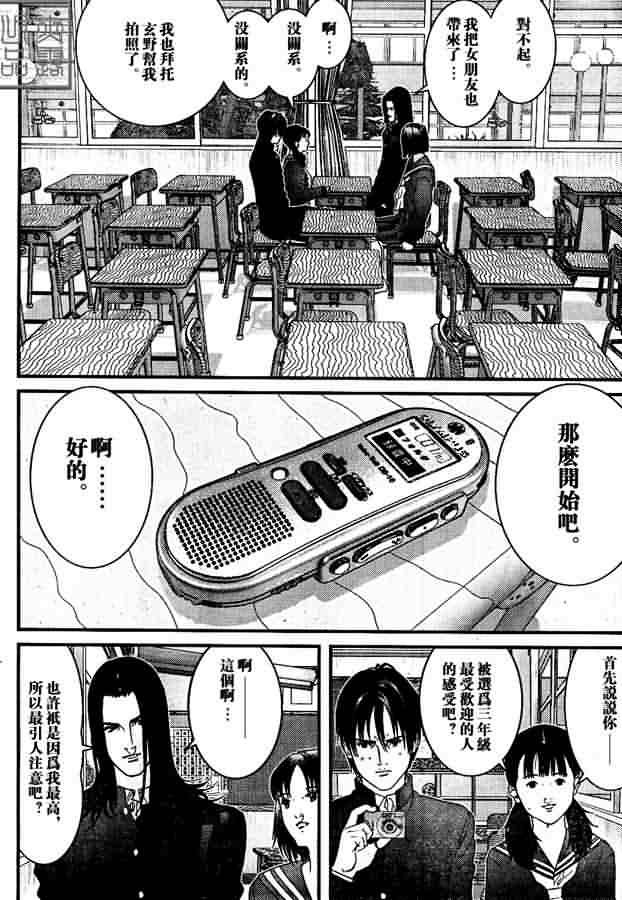 對不起。
我把女朋友也
帶來了…
啊…
沒關系。
沒關系的。
我也拜托
玄野幫我
拍照了。
那麼開始吧。
啊……
好的。
首先說說你——
被選爲三年級
最受歡迎的人
的感受吧？
啊——
這個啊…
也許衹是因爲我最高，
所以最引人注意吧？